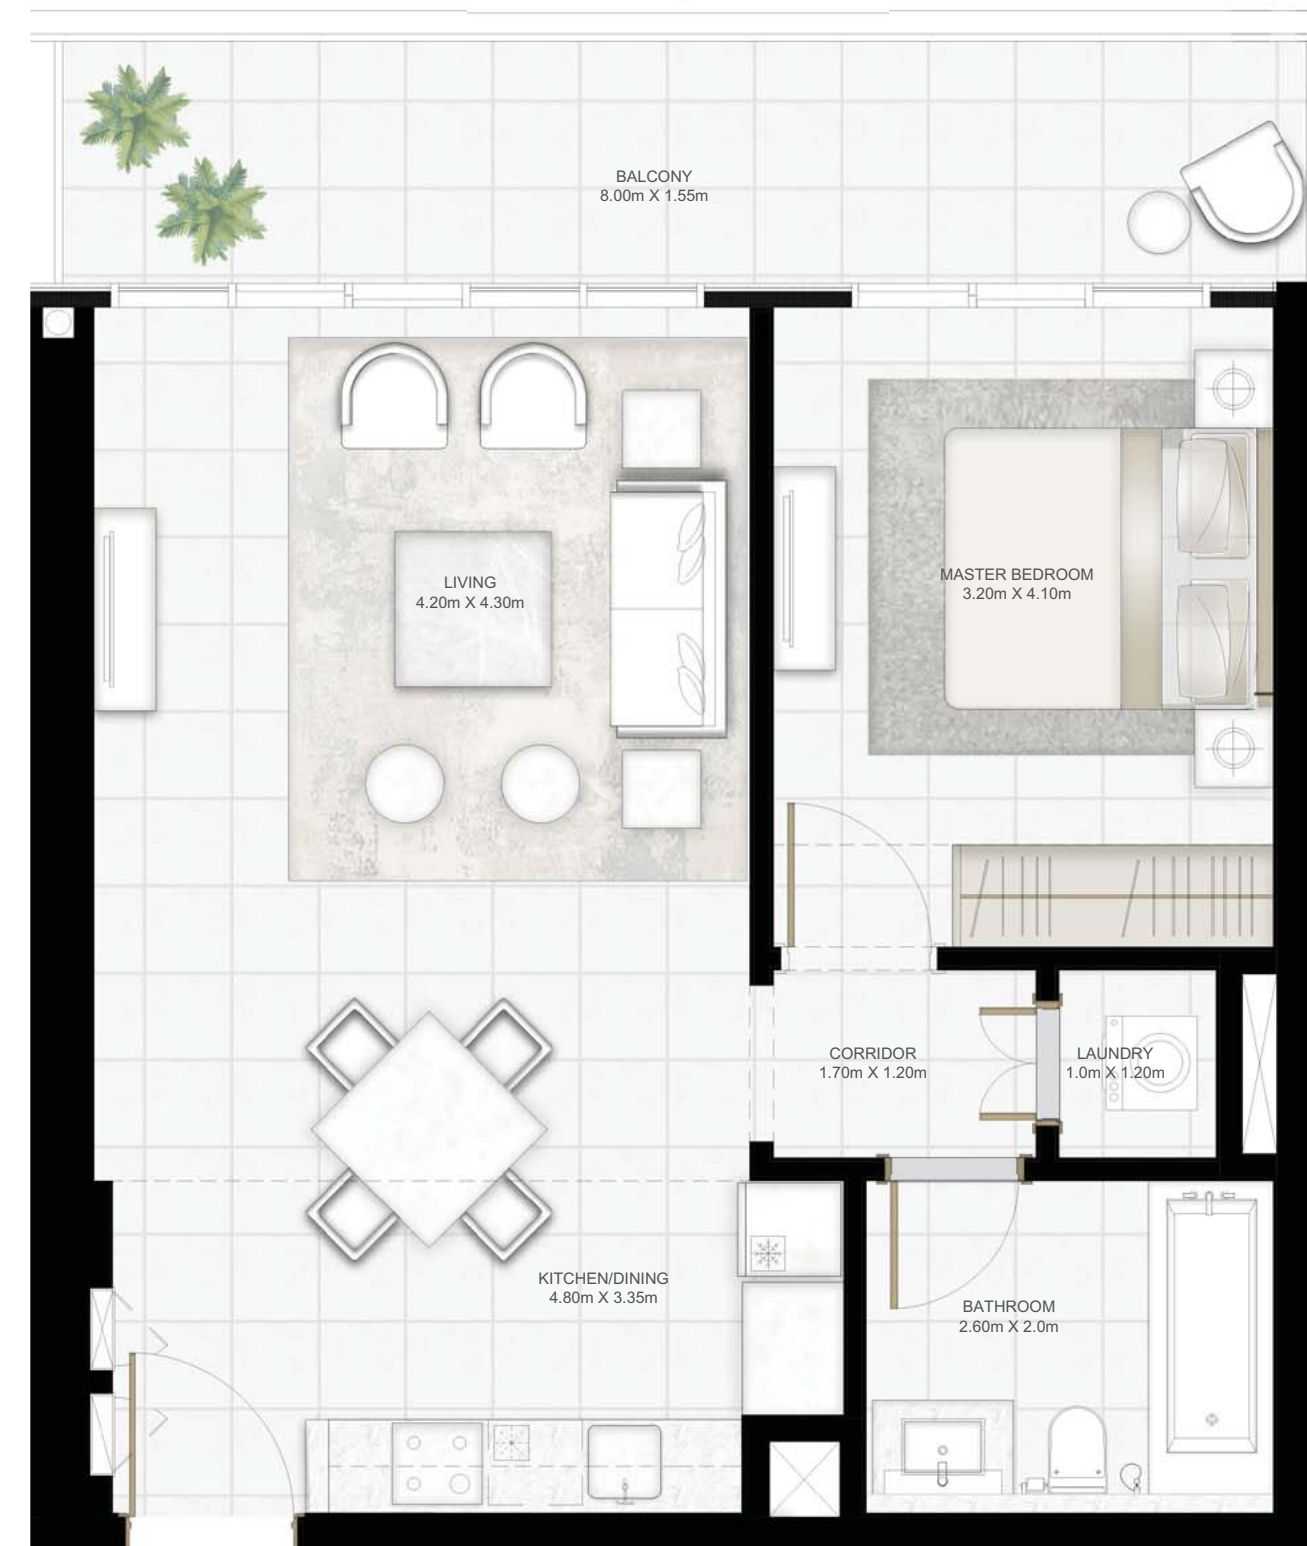 BALCONY
8.00m X 1.55m
LIVING
4.20m X 4.30m
MASTER BEDROOM
3.20m X 4.10m
CORRIDOR
1.70m X 1.20m
LAUNDRY
1.0m X 1.20m
KITCHEN/DINING
4.80m X 3.35m
BATHROOM
2.60m X 2.0m